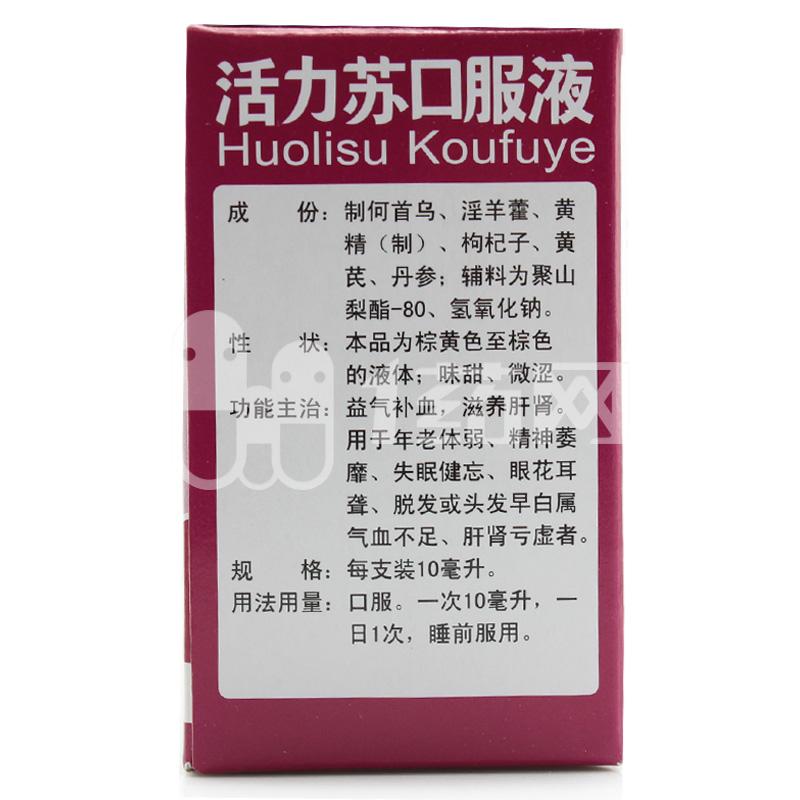 活力苏口服液
Huolisu Koufuye
成　份：制何首乌、淫羊藿、黄
精（制）、枸杞子、黄
芪、丹参；辅料为聚山
梨酯-80、氢氧化钠。
性　状：本品为棕黄色至棕色
的液体；味甜、微涩。
功能主治：益气补血，滋养肝肾。
用于年老体弱、精神萎
靡、失眠健忘、眼花耳
聋、脱发或头发早白属
气血不足、肝肾亏虚者。
规　格：每支装10毫升。
用法用量：口服。一次10毫升，一
日1次，睡前服用。
1药网